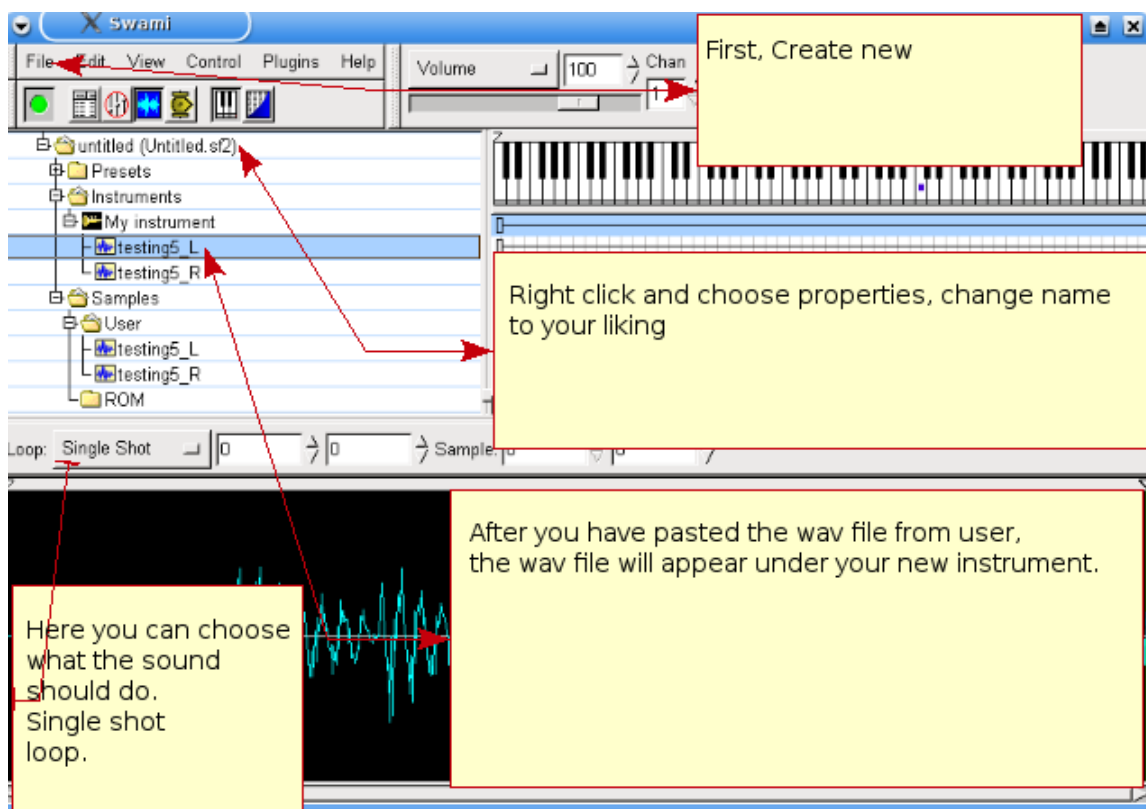 Swami
First, Create new
File Edit View Control Plugins Help
Volume 100 Chan
1
untitled (Untitled.sf2)
Presets
Instruments
My instrument
testing5_L
testing5_R
Samples
User
testing5_L
testing5_R
ROM
Right click and choose properties, change name
to your liking
Loop: Single Shot 0 0 Sample: 0 0
After you have pasted the wav file from user,
the wav file will appear under your new instrument.
Here you can choose
what the sound
should do.
Single shot
loop.